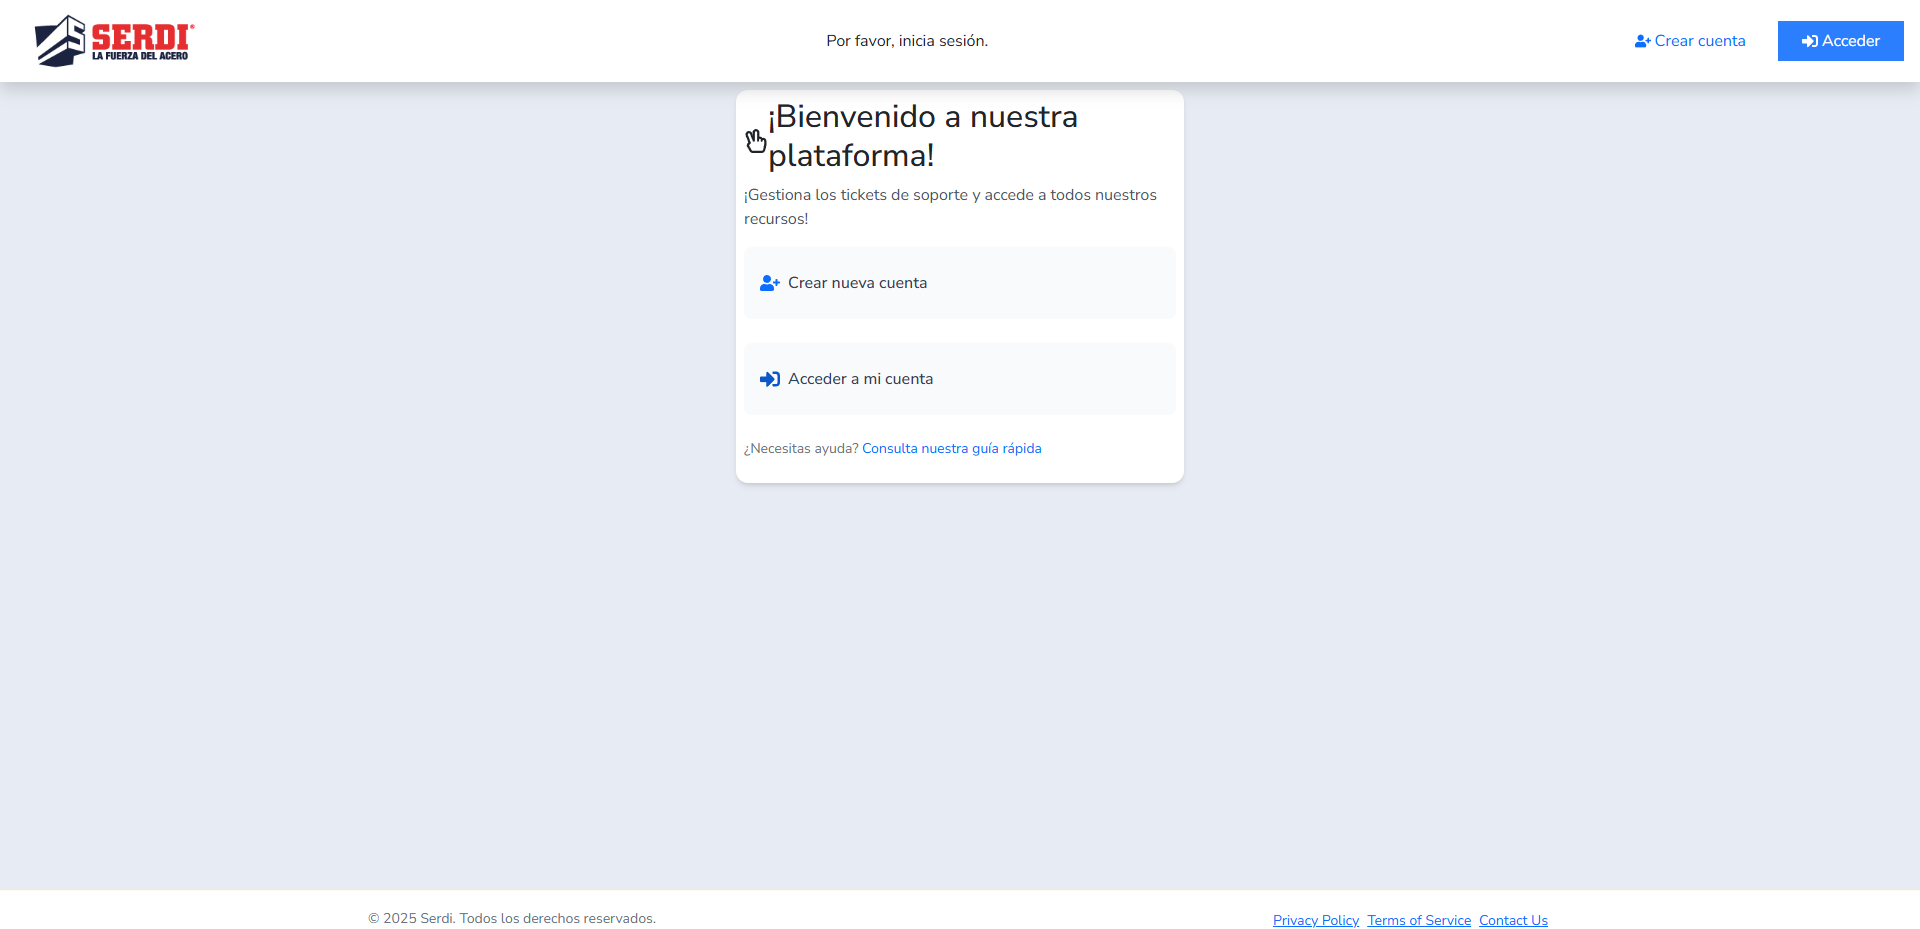 SERDI®
LA FUERZA DEL ACERO
Por favor, inicia sesión.
Crear cuenta
Acceder
¡Bienvenido a nuestra
plataforma!
¡Gestiona los tickets de soporte y accede a todos nuestros
recursos!
Crear nueva cuenta
Acceder a mi cuenta
¿Necesitas ayuda? Consulta nuestra guía rápida
© 2025 Serdi. Todos los derechos reservados.
Privacy Policy Terms of Service Contact Us